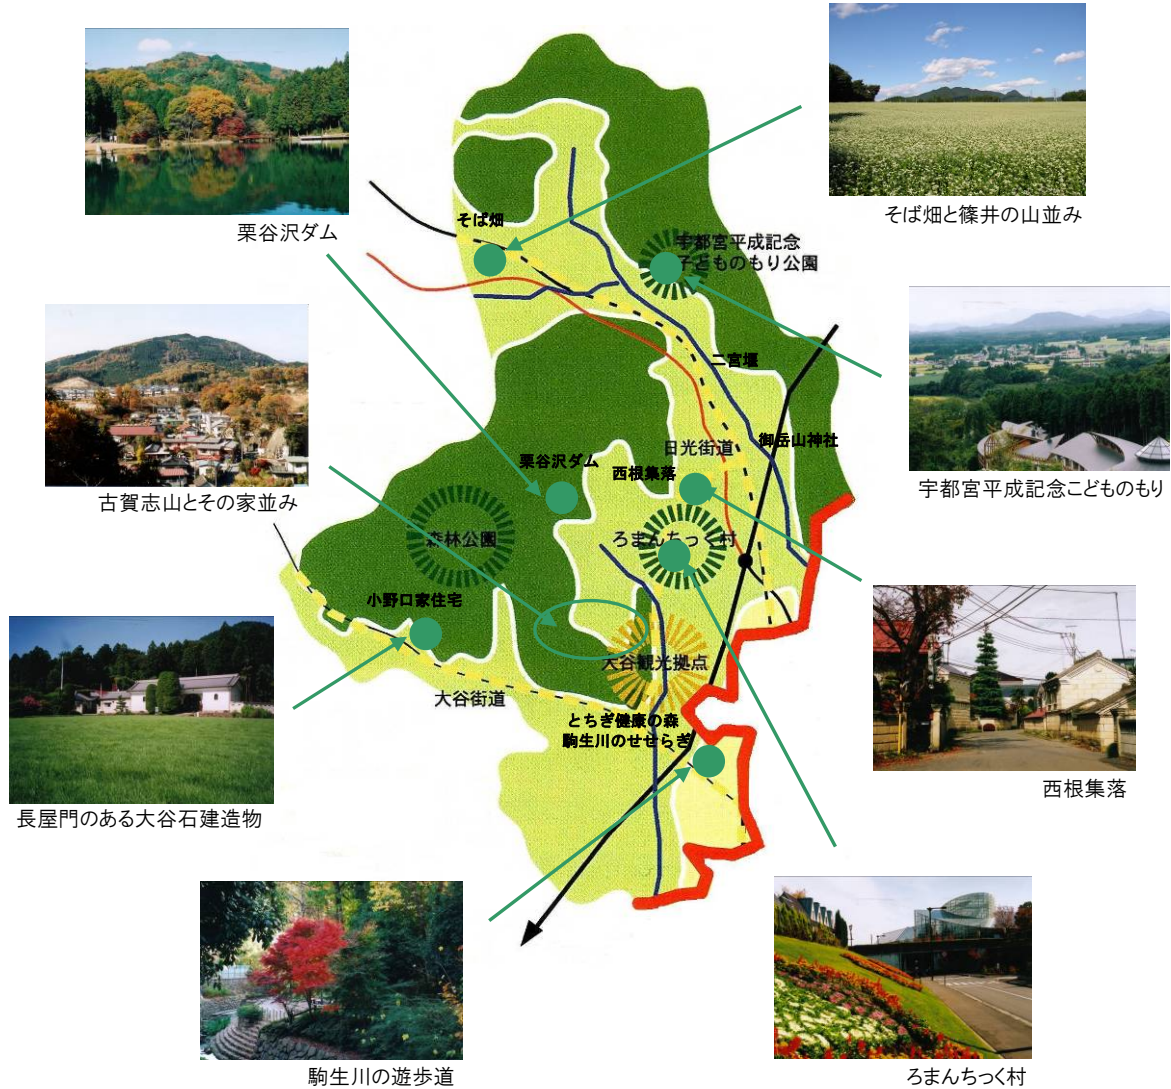 栗谷沢ダム
そば畑と篠井の山並み
そば畑
宇都宮平成記念
子どものもり公園
二宮堰
御岳山神社
日光街道
古賀志山とその家並み
栗谷沢ダム
西根集落
宇都宮平成記念こどものもり
森林公園
ろまんちっく村
小野口家住宅
大谷観光拠点
大谷街道
とちぎ健康の森
駒生川のせせらぎ
長屋門のある大谷石建造物
西根集落
駒生川の遊歩道
ろまんちっく村